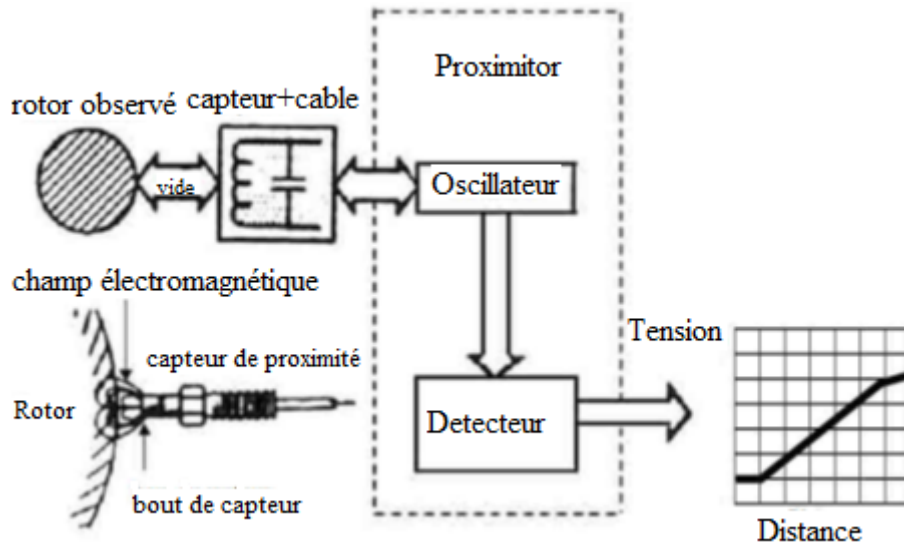 Proximitor
rotor observé
capteur+cable
vide
Oscillateur
champ électromagnétique
Tension
capteur de proximité
Rotor
Detecteur
bout de capteur
Distance